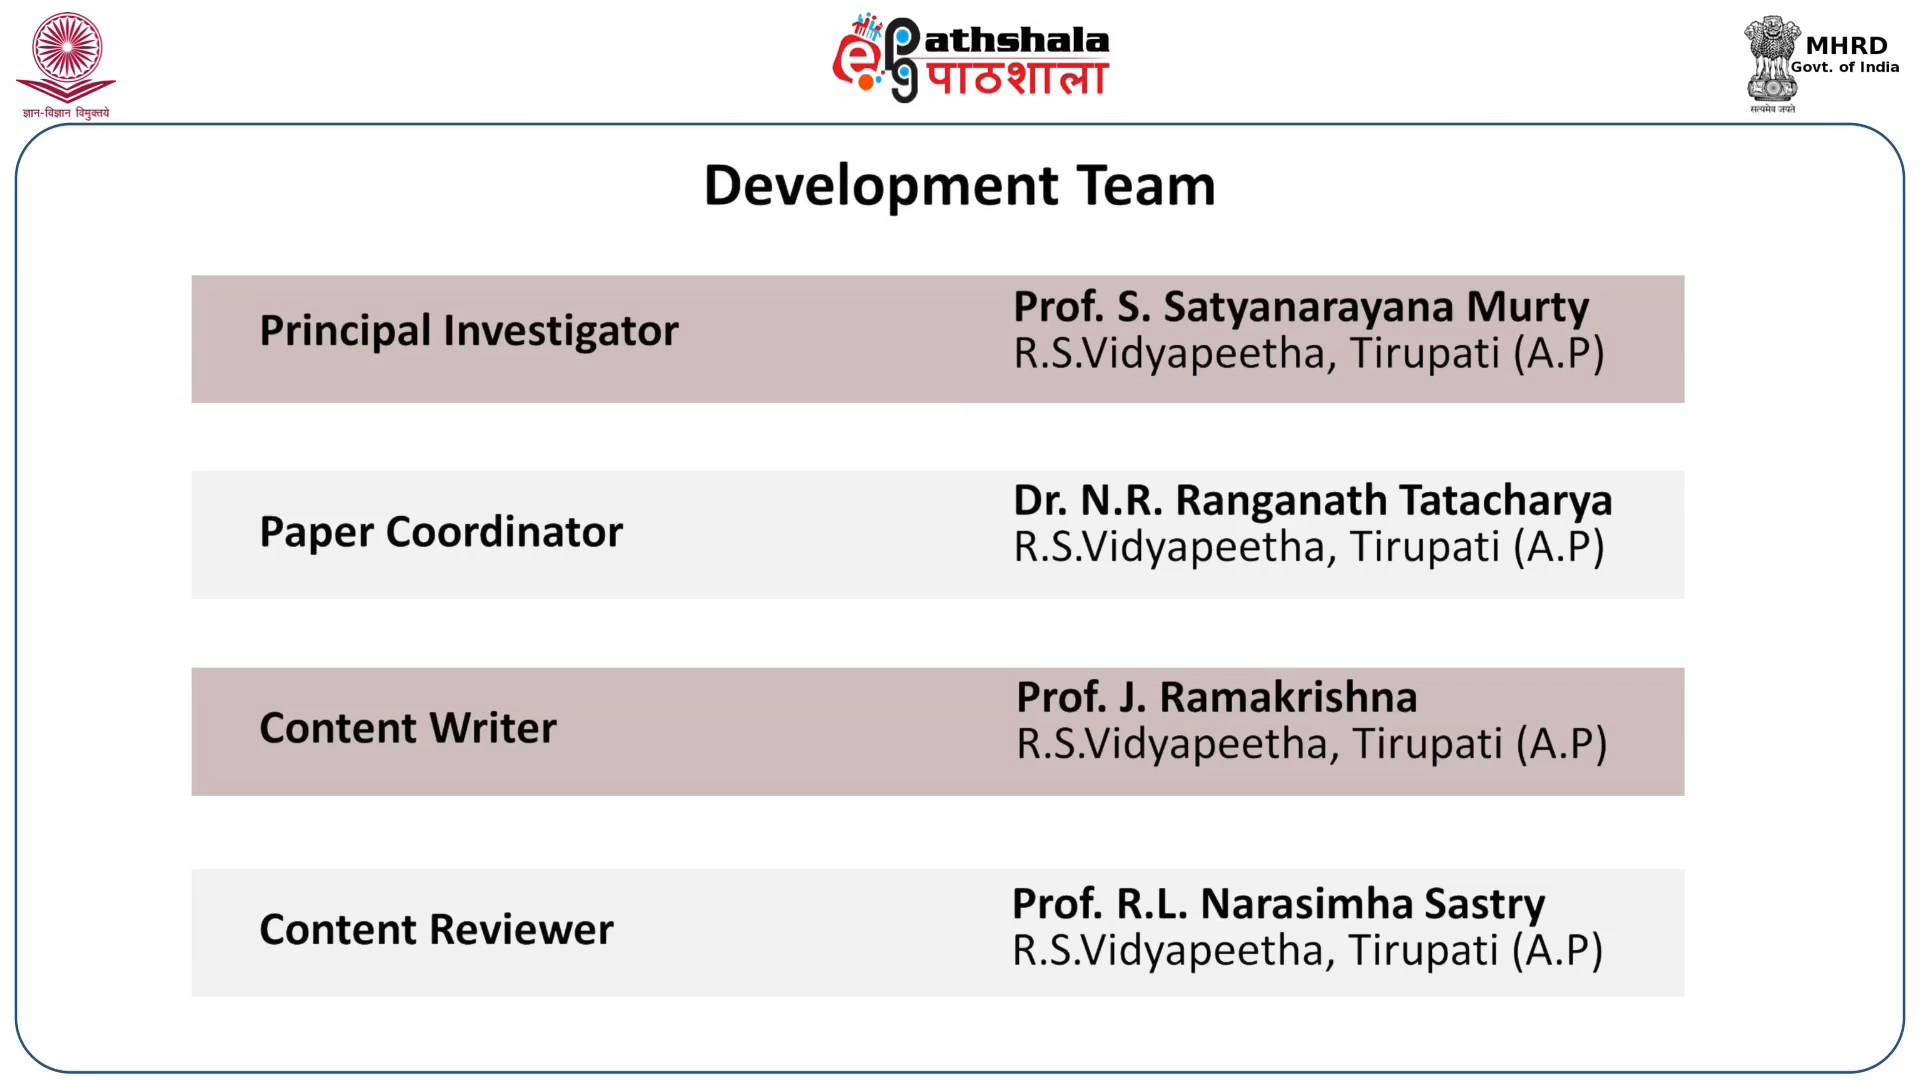 ज्ञान-विज्ञान विमुक्तये
e pg Pathshala
पाठशाला
MHRD
Govt. of India
सत्यमेव जयते
Development Team
Principal Investigator
Prof. S. Satyanarayana Murty
R.S.Vidyapeetha, Tirupati (A.P)
Paper Coordinator
Dr. N.R. Ranganath Tatacharya
R.S.Vidyapeetha, Tirupati (A.P)
Content Writer
Prof. J. Ramakrishna
R.S.Vidyapeetha, Tirupati (A.P)
Content Reviewer
Prof. R.L. Narasimha Sastry
R.S.Vidyapeetha, Tirupati (A.P)